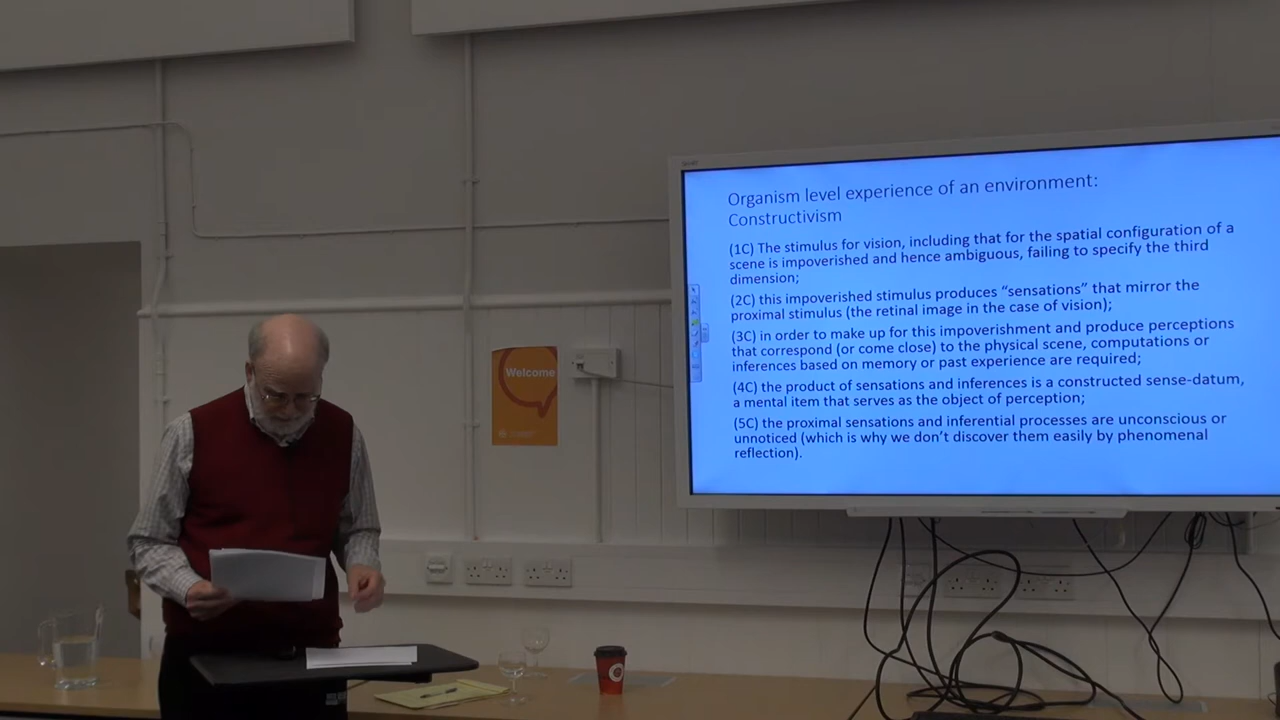 Organism level experience of an environment:
Constructivism
(1C) The stimulus for vision, including that for the spatial configuration of a
scene is impoverished and hence ambiguous, failing to specify the third
dimension;
(2C) this impoverished stimulus produces “sensations” that mirror the
proximal stimulus (the retinal image in the case of vision);
(3C) in order to make up for this impoverishment and produce perceptions
that correspond (or come close) to the physical scene, computations or
inferences based on memory or past experience are required;
(4C) the product of sensations and inferences is a constructed sense-datum,
a mental item that serves as the object of perception;
(5C) the proximal sensations and inferential processes are unconscious or
unnoticed (which is why we don’t discover them easily by phenomenal
reflection).
Welcome